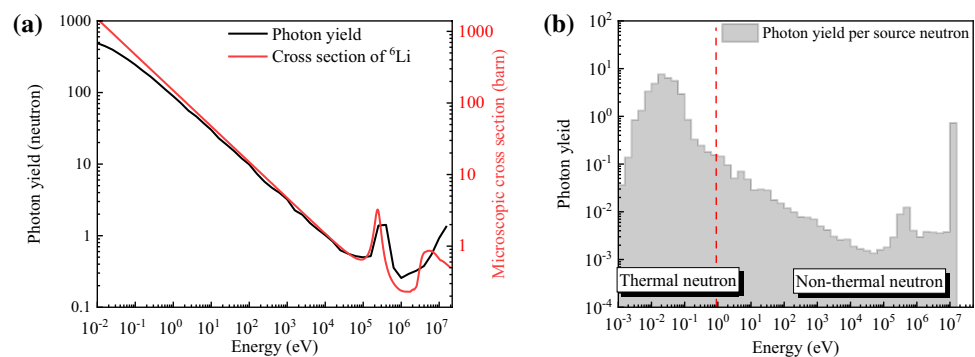 (a)
1000
100
10
1
0.1
Photon yield (neutron)
Photon yield
Cross section of ⁶Li
1000
100
10
1
Microscopic cross section (barn)
10⁻² 10⁻¹ 10⁰ 10¹ 10² 10³ 10⁴ 10⁵ 10⁶ 10⁷
Energy (eV)
(b)
10²
10¹
10⁰
10⁻¹
10⁻²
10⁻³
10⁻⁴
Photon yleid
Photon yield per source neutron
Thermal neutron
Non-thermal neutron
10⁻³ 10⁻² 10⁻¹ 10⁰ 10¹ 10² 10³ 10⁴ 10⁵ 10⁶ 10⁷
Energy (eV)